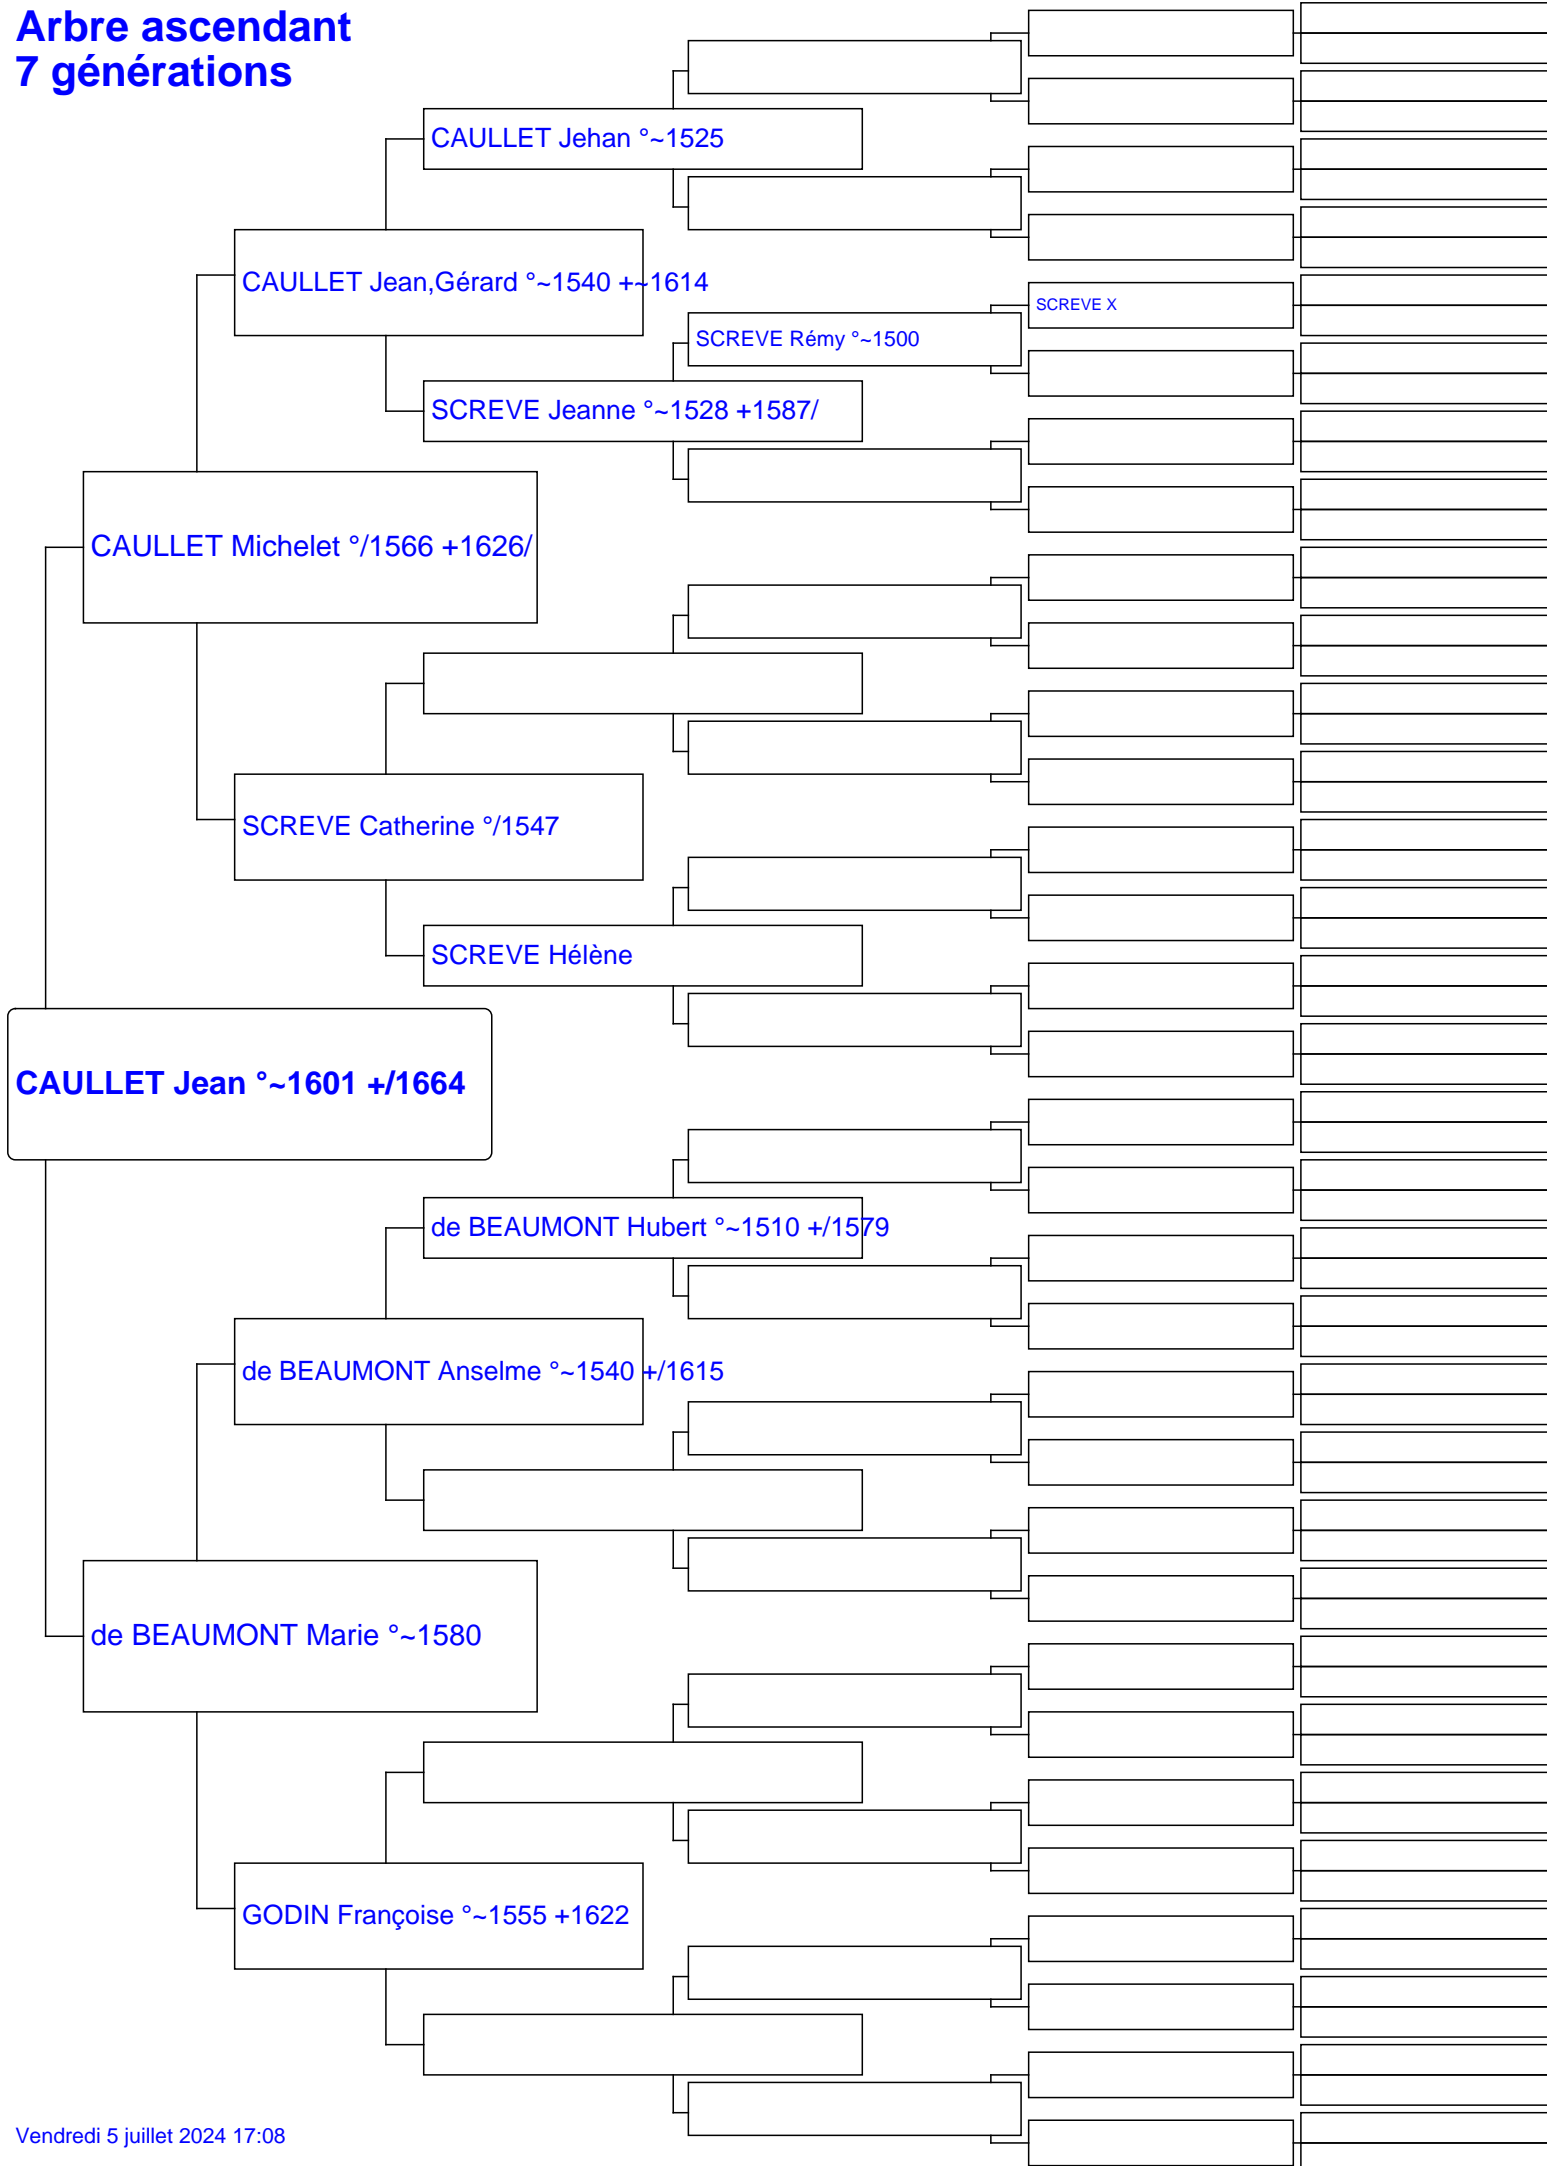 Arbre ascendant
7 générations
CAULLET Jehan °~1525
CAULLET Jean,Gérard °~1540 +~1614
SCREVE X
SCREVE Rémy °~1500
SCREVE Jeanne °~1528 +1587/
CAULLET Michelet °/1566 +1626/
SCREVE Catherine °/1547
SCREVE Hélène
CAULLET Jean °~1601 +/1664
de BEAUMONT Hubert °~1510 +/1579
de BEAUMONT Anselme °~1540 +/1615
de BEAUMONT Marie °~1580
GODIN Françoise °~1555 +1622
Vendredi 5 juillet 2024 17:08